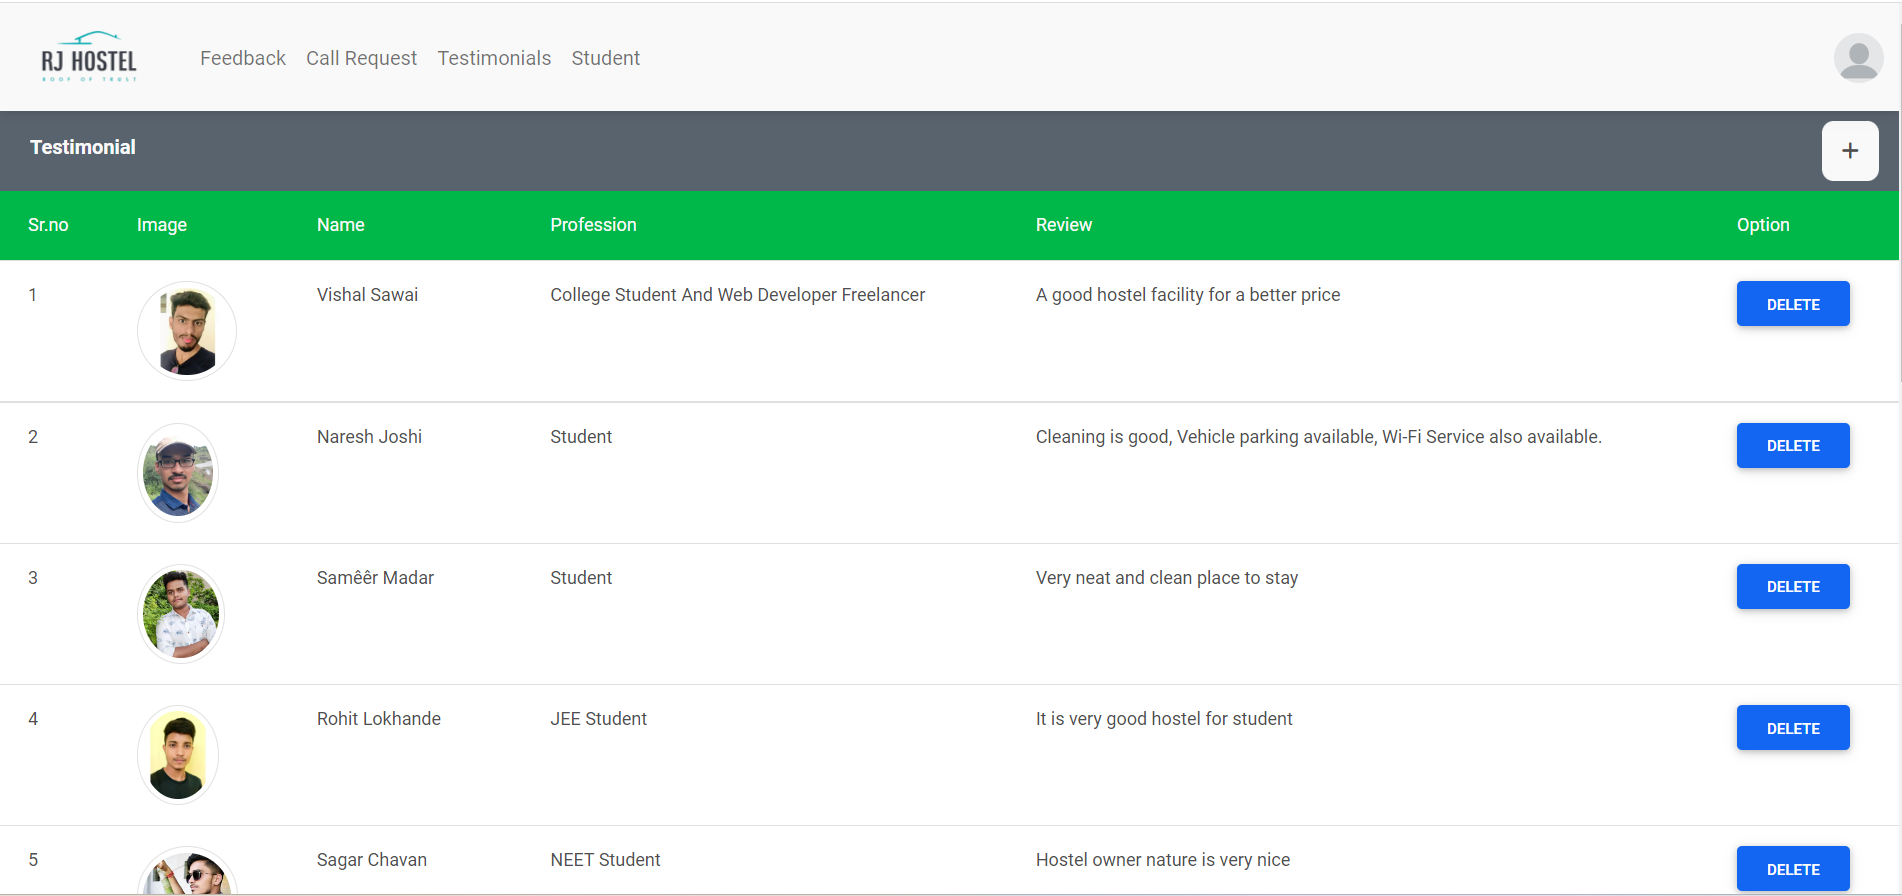 RJ HOSTEL
ROOF OF TRUST
Feedback Call Request Testimonials Student
Testimonial
+
Sr.no Image Name Profession Review Option
1 Vishal Sawai College Student And Web Developer Freelancer A good hostel facility for a better price DELETE
2 Naresh Joshi Student Cleaning is good, Vehicle parking available, Wi-Fi Service also available. DELETE
3 Samêêr Madar Student Very neat and clean place to stay DELETE
4 Rohit Lokhande JEE Student It is very good hostel for student DELETE
5 Sagar Chavan NEET Student Hostel owner nature is very nice DELETE